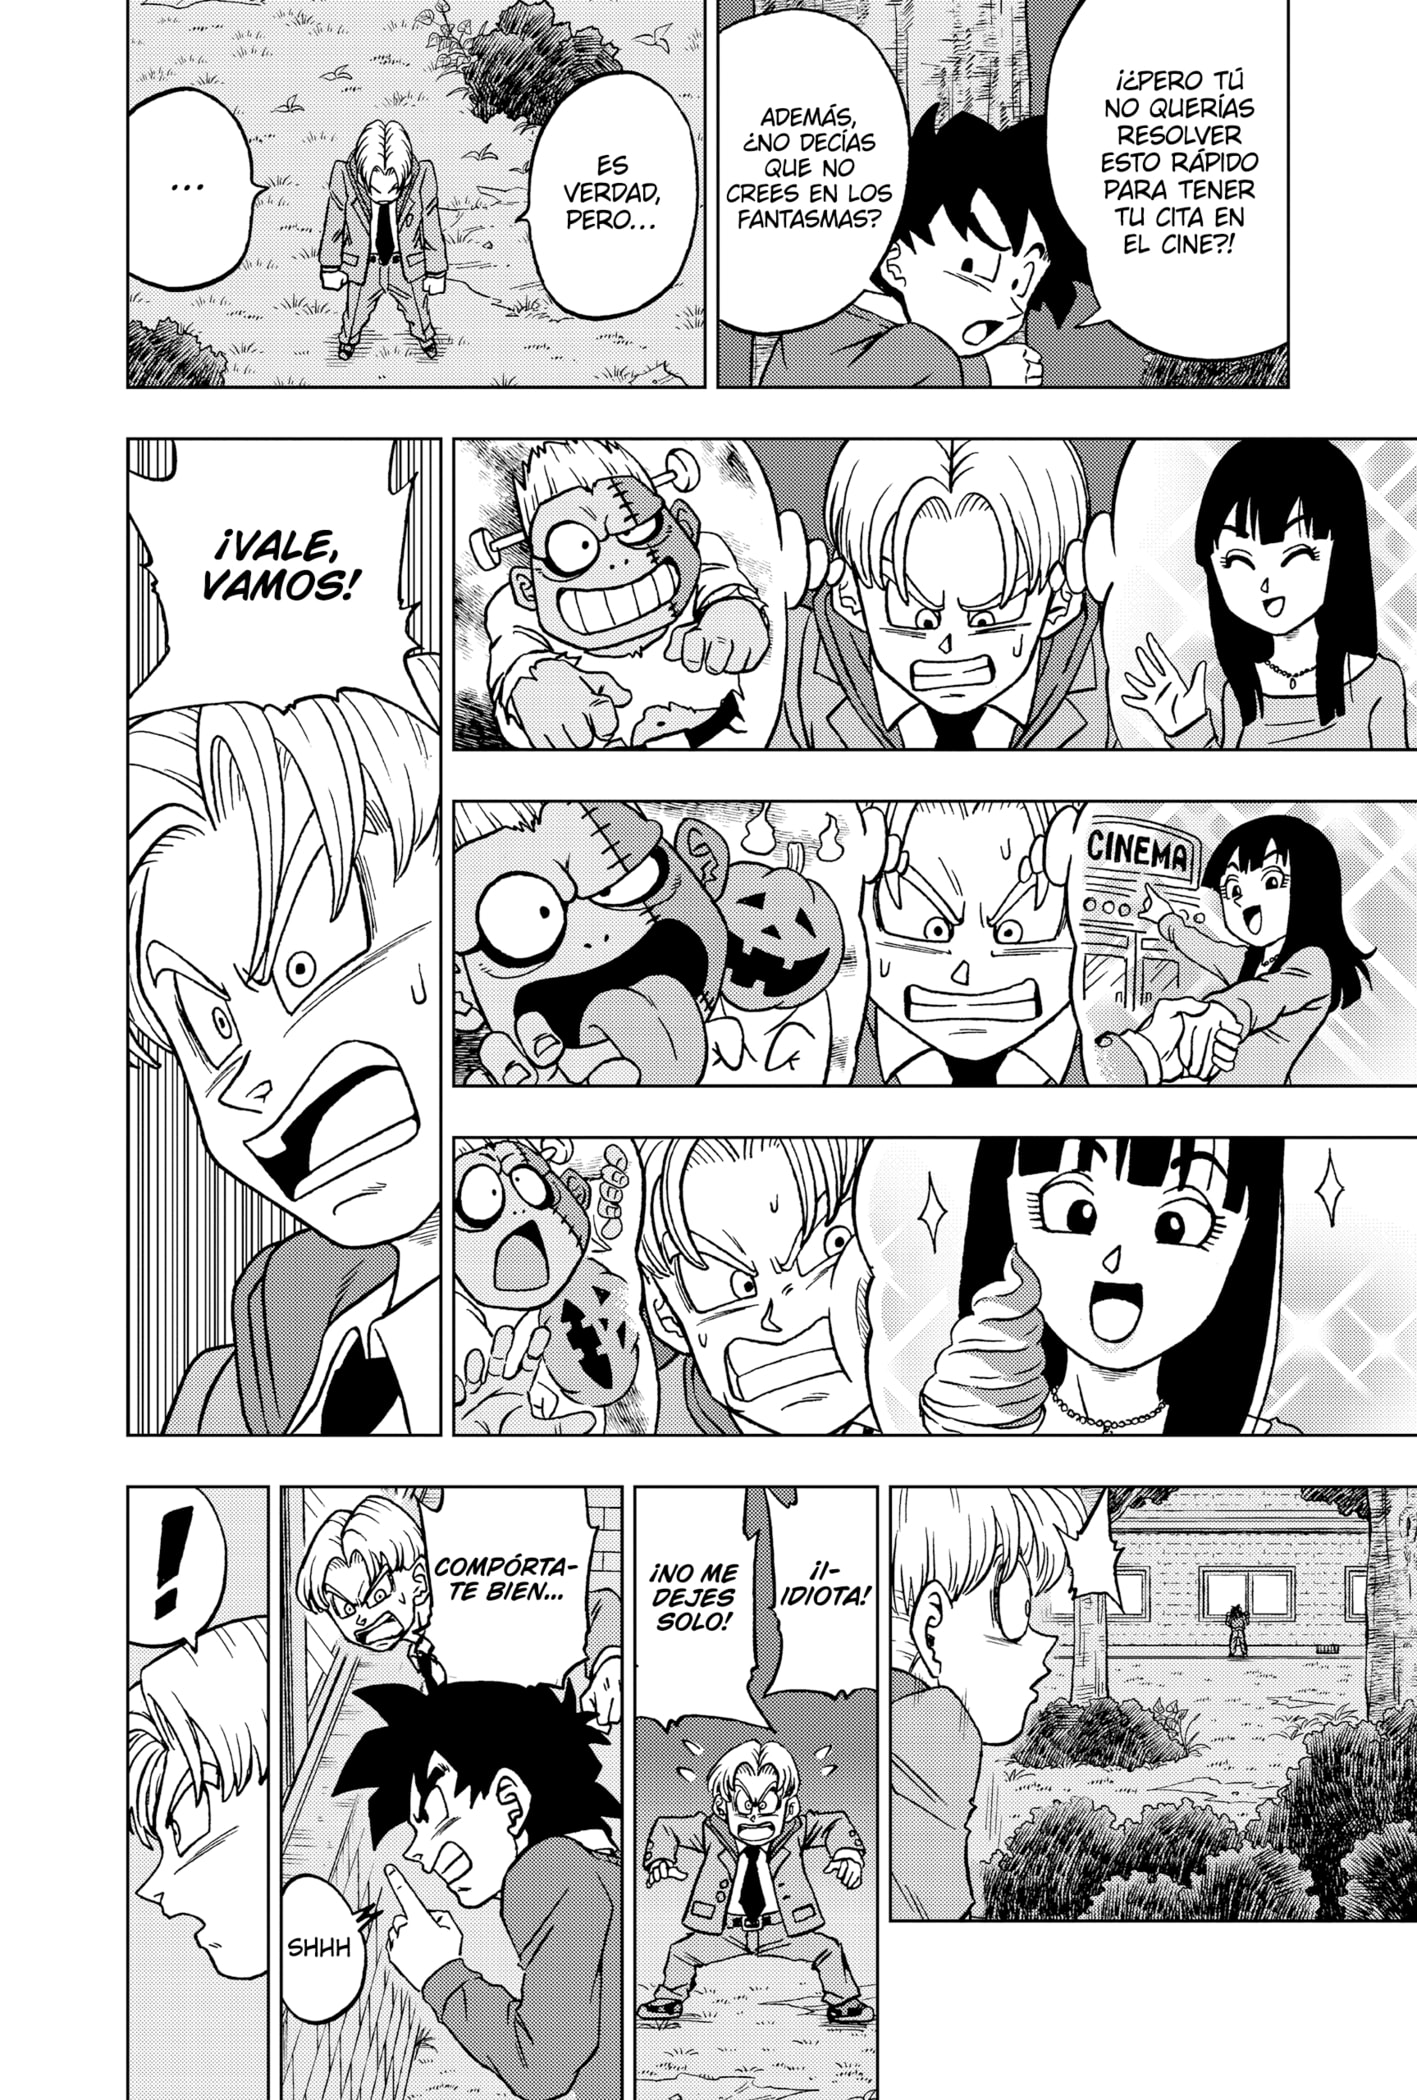 ¡¿PERO TÚ
NO QUERÍAS
RESOLVER
ESTO RÁPIDO
PARA TENER
TU CITA EN
EL CINE?!
ADEMÁS,
¿NO DECÍAS
QUE NO
CREES EN LOS
FANTASMAS?
ES
VERDAD,
PERO...
...
CINEMA
¡VALE,
VAMOS!
¡I-
IDIOTA!
¡NO ME
DEJES
SOLO!
COMPÓRTA-
TE BIEN...
SHHH
!